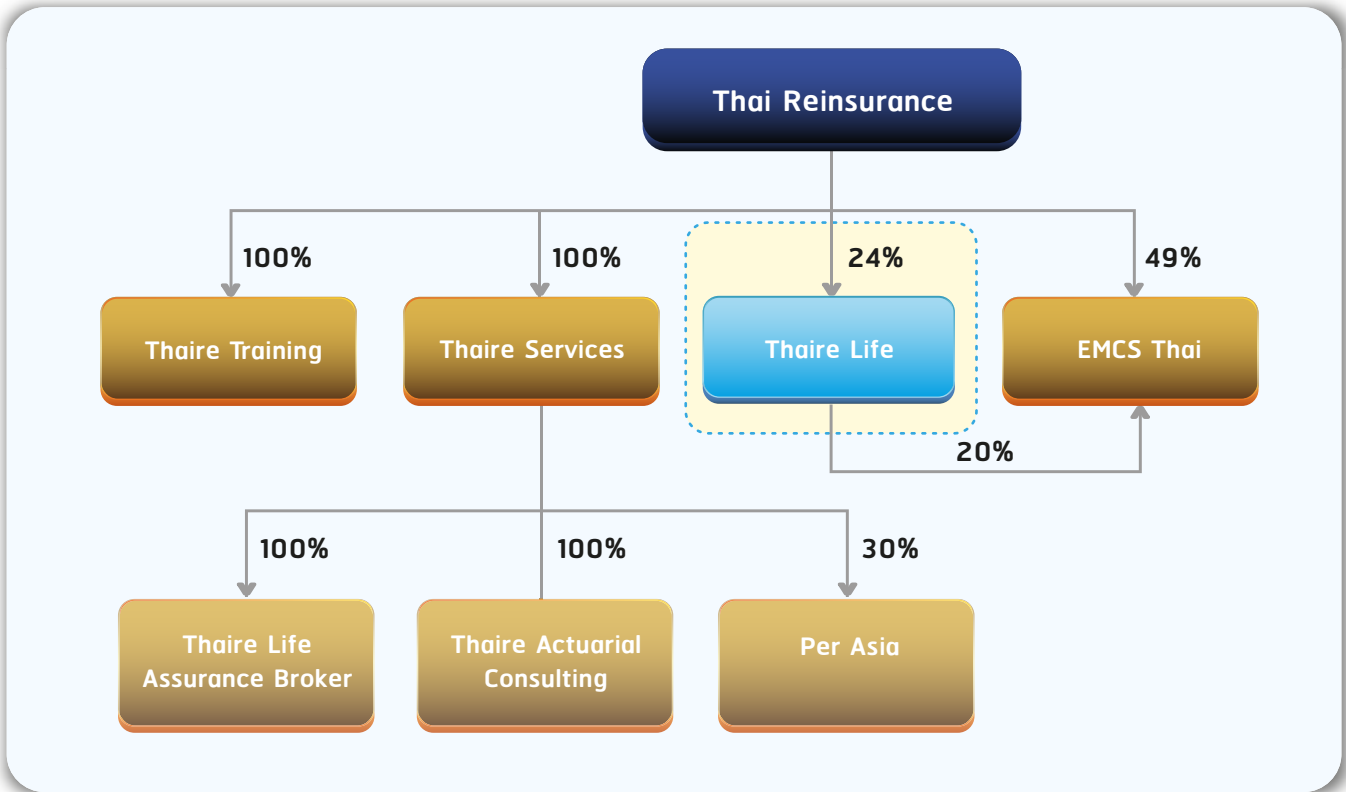 Thai Reinsurance
100%
100%
24%
49%
Thaire Training
Thaire Services
Thaire Life
EMCS Thai
20%
100%
100%
30%
Thaire Life
Assurance Broker
Thaire Actuarial
Consulting
Per Asia